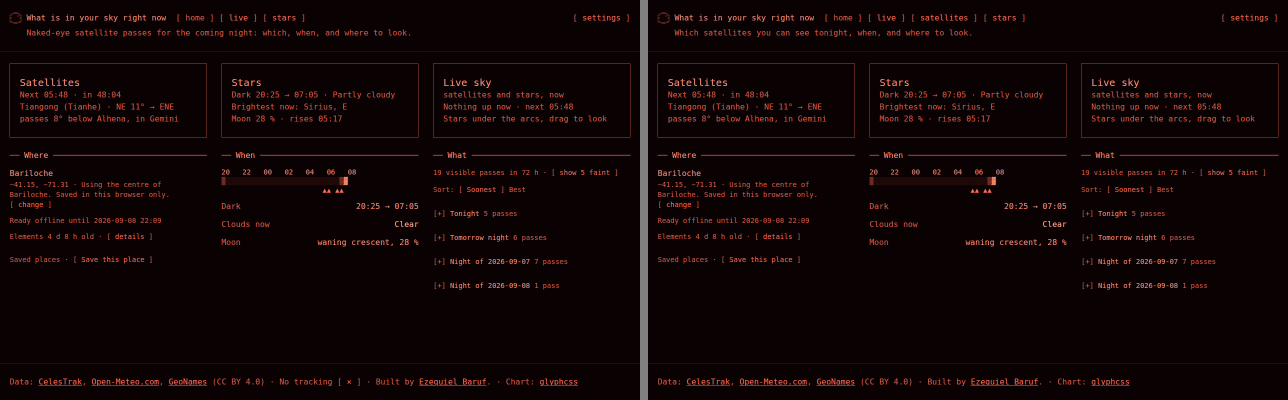 What is in your sky right now [ home ] [ live ] [ stars ] [ settings ]
Naked-eye satellite passes for the coming night: which, when, and where to look.
Satellites
Next 05:48 · in 48:04
Tiangong (Tianhe) · NE 11° → ENE
passes 8° below Alhena, in Gemini
Stars
Dark 20:25 → 07:05 · Partly cloudy
Brightest now: Sirius, E
Moon 28 % · rises 05:17
Live sky
satellites and stars, now
Nothing up now · next 05:48
Stars under the arcs, drag to look
Where
Bariloche
−41.15, −71.31 · Using the centre of
Bariloche. Saved in this browser only.
[ change ]
Ready offline until 2026-09-08 22:09
Elements 4 d 8 h old · [ details ]
Saved places · [ Save this place ]
When
20 22 00 02 04 06 08
▲▲ ▲▲
Dark 20:25 → 07:05
Clouds now Clear
Moon waning crescent, 28 %
What
19 visible passes in 72 h · [ show 5 faint ]
Sort: [ Soonest ] Best
[+] Tonight 5 passes
[+] Tomorrow night 6 passes
[+] Night of 2026-09-07 7 passes
[+] Night of 2026-09-08 1 pass
Data: CelesTrak, Open-Meteo.com, GeoNames (CC BY 4.0) · No tracking [ × ] · Built by Ezequiel Baruf. · Chart: glyphcss
What is in your sky right now [ home ] [ live ] [ satellites ] [ stars ] [ settings ]
Which satellites you can see tonight, when, and where to look.
Satellites
Next 05:48 · in 48:04
Tiangong (Tianhe) · NE 11° → ENE
passes 8° below Alhena, in Gemini
Stars
Dark 20:25 → 07:05 · Partly cloudy
Brightest now: Sirius, E
Moon 28 % · rises 05:17
Live sky
satellites and stars, now
Nothing up now · next 05:48
Stars under the arcs, drag to look
Where
Bariloche
−41.15, −71.31 · Using the centre of
Bariloche. Saved in this browser only.
[ change ]
Ready offline until 2026-09-08 22:09
Elements 4 d 8 h old · [ details ]
Saved places · [ Save this place ]
When
20 22 00 02 04 06 08
▲▲ ▲▲
Dark 20:25 → 07:05
Clouds now Clear
Moon waning crescent, 28 %
What
19 visible passes in 72 h · [ show 5 faint ]
Sort: [ Soonest ] Best
[+] Tonight 5 passes
[+] Tomorrow night 6 passes
[+] Night of 2026-09-07 7 passes
[+] Night of 2026-09-08 1 pass
Data: CelesTrak, Open-Meteo.com, GeoNames (CC BY 4.0) · Built by Ezequiel Baruf. · Chart: glyphcss